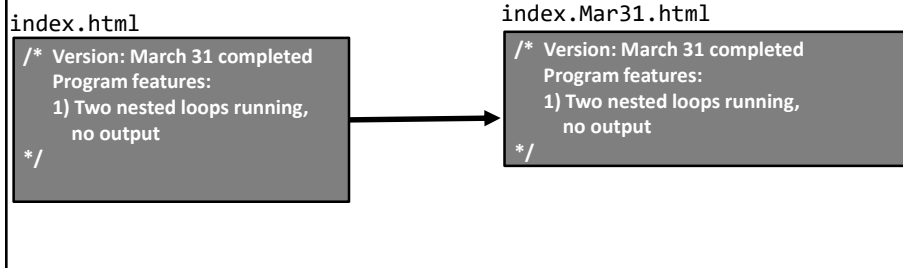 index.html
/* Version: March 31 completed
Program features:
1) Two nested loops running,
no output
*/
index.Mar31.html
/* Version: March 31 completed
Program features:
1) Two nested loops running,
no output
*/